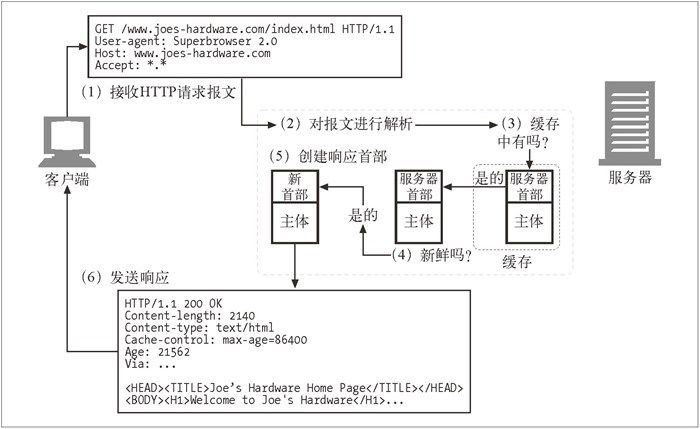 GET /www.joes-hardware.com/index.html HTTP/1.1
User-agent: Superbrowser 2.0
Host: www.joes-hardware.com
Accept: *.*
(1) 接收HTTP请求报文
(2) 对报文进行解析
(3) 缓存
中有吗?
客户端
服务器
(5) 创建响应首部
新
首部
主体
是的
服务器
首部
主体
是的
服务器
首部
主体
(4) 新鲜吗?
缓存
(6) 发送响应
HTTP/1.1 200 OK
Content-length: 2140
Content-type: text/html
Cache-control: max-age=86400
Age: 21562
Via: ...
<HEAD><TITLE>Joe’s Hardware Home Page</TITLE></HEAD>
<BODY><H1>Welcome to Joe's Hardware</H1>...